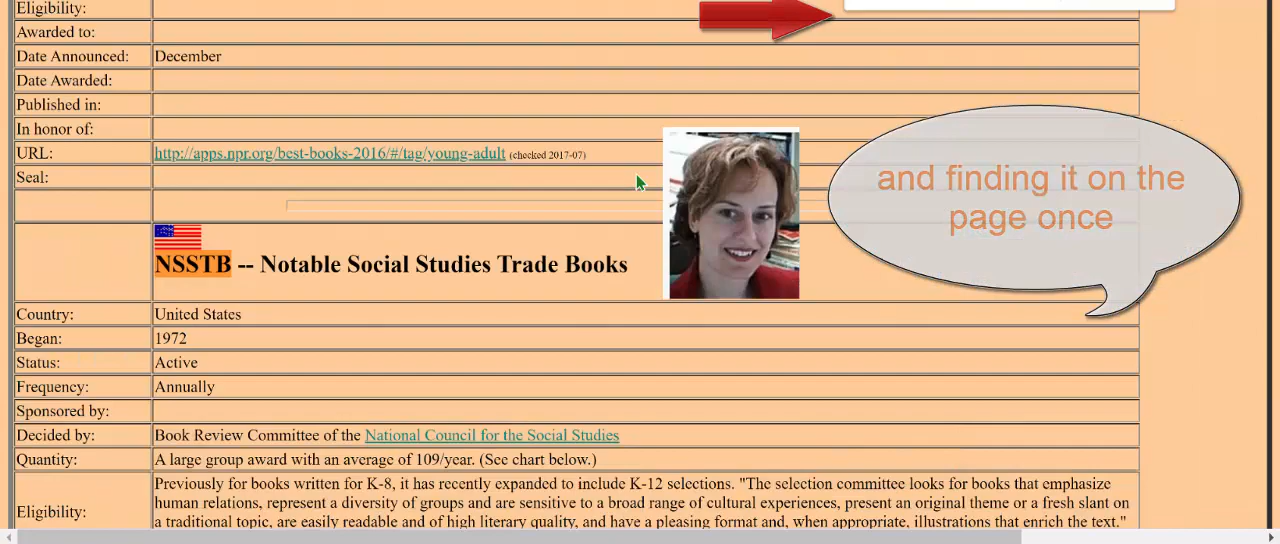 Eligibility:
Awarded to:
Date Announced: December
Date Awarded:
Published in:
In honor of:
URL: http://apps.npr.org/best-books-2016/#/tag/young-adult (checked 2017-07)
Seal:
and finding it on the
page once
NSSTB -- Notable Social Studies Trade Books
Country: United States
Began: 1972
Status: Active
Frequency: Annually
Sponsored by:
Decided by: Book Review Committee of the National Council for the Social Studies
Quantity: A large group award with an average of 109/year. (See chart below.)
Eligibility: Previously for books written for K-8, it has recently expanded to include K-12 selections. "The selection committee looks for books that emphasize
human relations, represent a diversity of groups and are sensitive to a broad range of cultural experiences, present an original theme or a fresh slant on
a traditional topic, are easily readable and of high literary quality, and have a pleasing format and, when appropriate, illustrations that enrich the text."